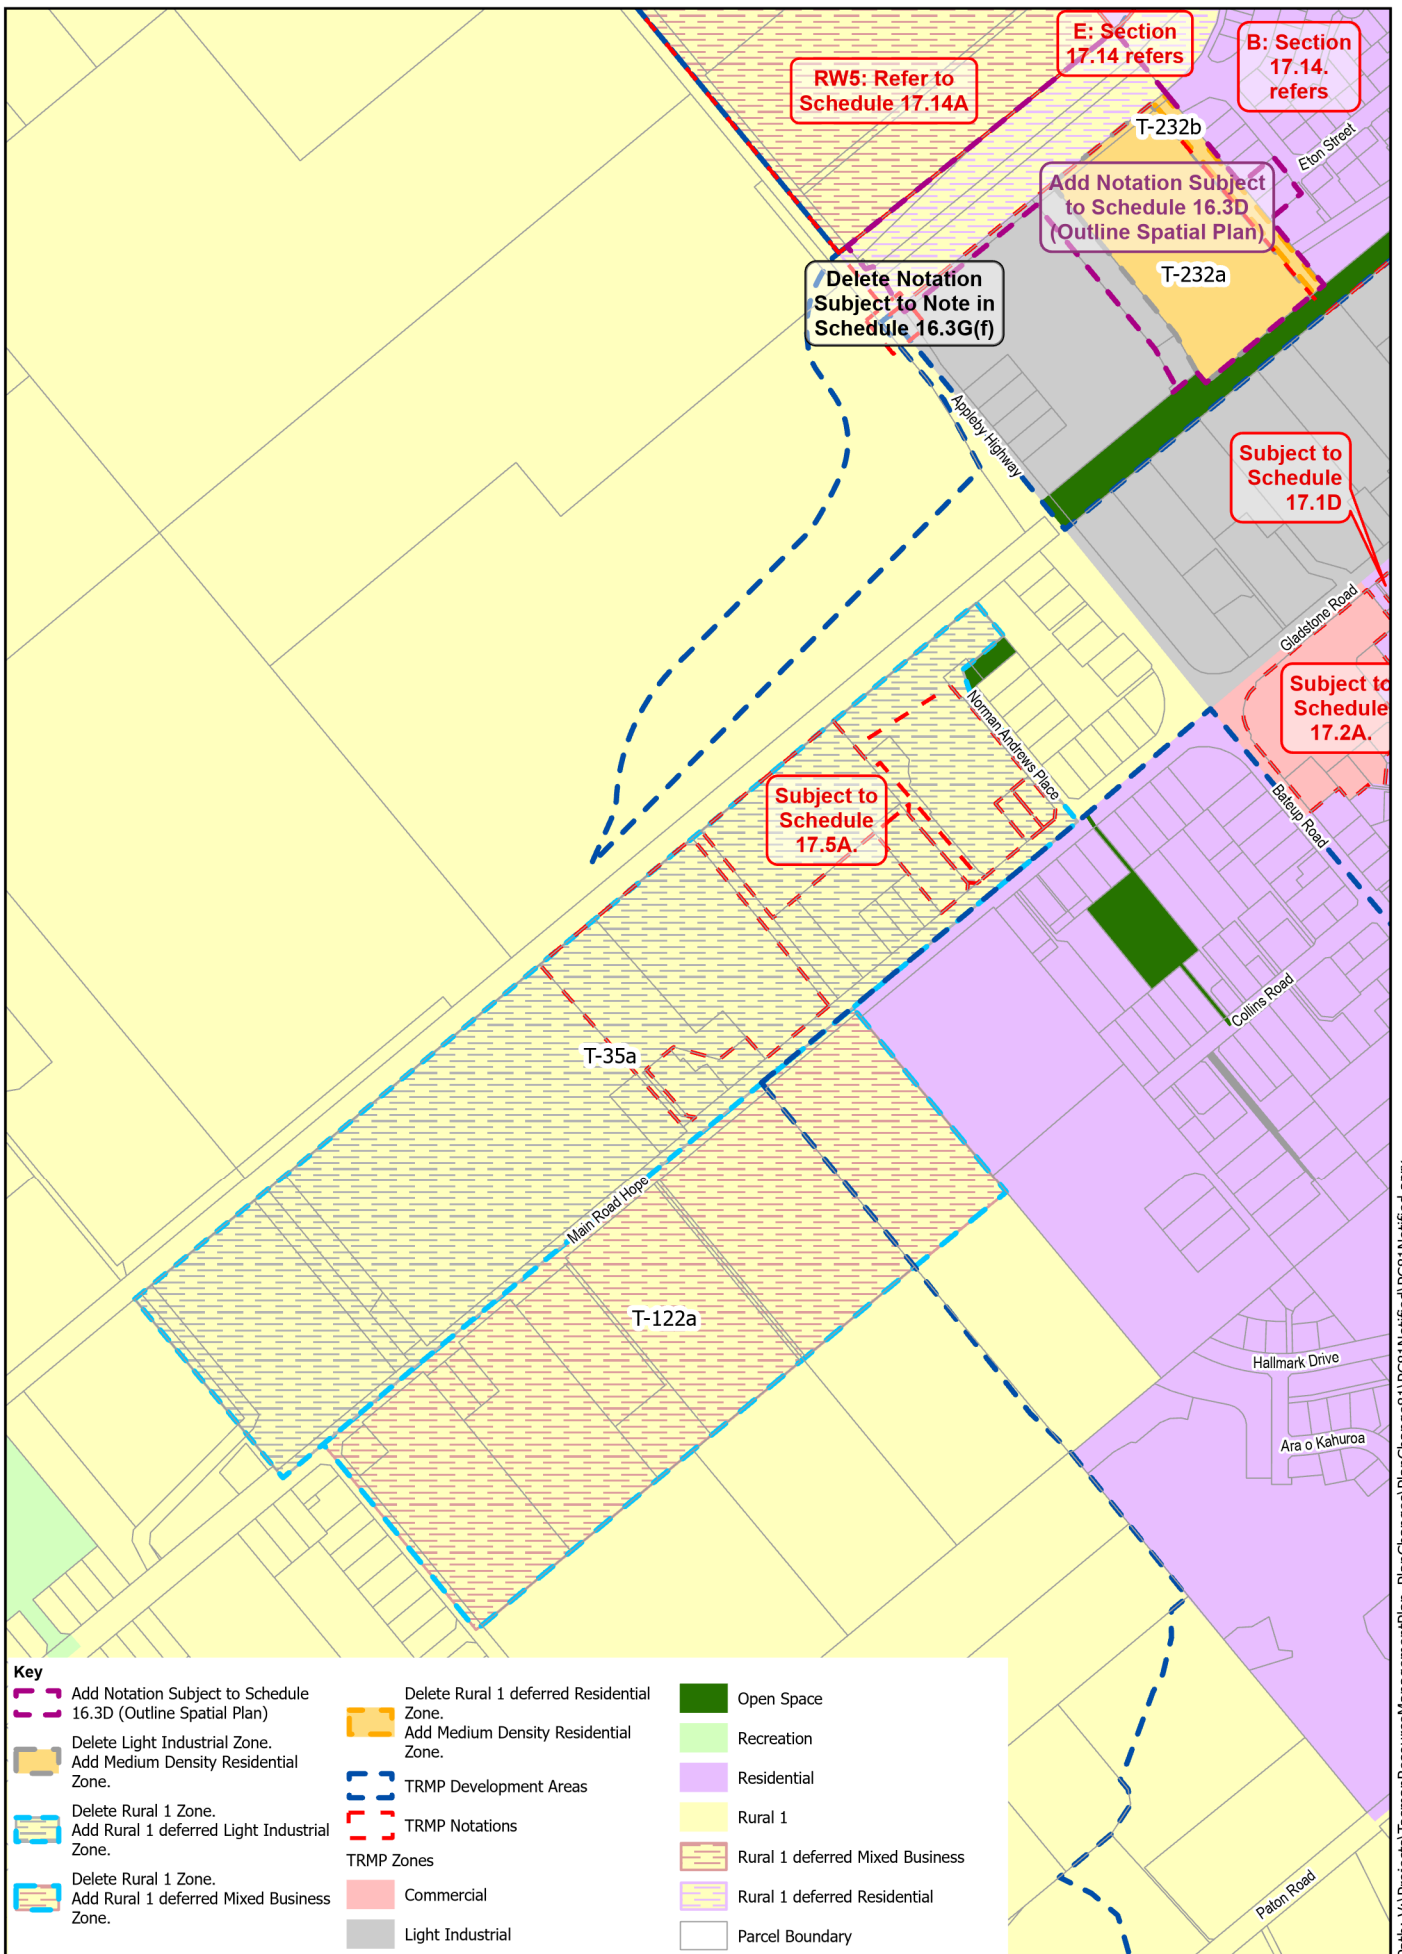 E: Section
17.14 refers
B: Section
17.14.
refers
RW5: Refer to
Schedule 17.14A
T-232b
Eton Street
Add Notation Subject
to Schedule 16.3D
(Outline Spatial Plan)
T-232a
Delete Notation
Subject to Note in
Schedule 16.3G(f)
Appleby Highway
Subject to
Schedule
17.1D
Gladstone Road
Subject to
Schedule
17.2A.
Norman Andrews Place
Bateup Road
Subject to
Schedule
17.5A.
Collins Road
T-35a
Main Road Hope
T-122a
Hallmark Drive
Ara o Kahuroa
Paton Road
Key
Add Notation Subject to Schedule
16.3D (Outline Spatial Plan)
Delete Light Industrial Zone.
Add Medium Density Residential
Zone.
Delete Rural 1 Zone.
Add Rural 1 deferred Light Industrial
Zone.
Delete Rural 1 Zone.
Add Rural 1 deferred Mixed Business
Zone.
Delete Rural 1 deferred Residential
Zone.
Add Medium Density Residential
Zone.
TRMP Development Areas
TRMP Notations
TRMP Zones
Commercial
Light Industrial
Open Space
Recreation
Residential
Rural 1
Rural 1 deferred Mixed Business
Rural 1 deferred Residential
Parcel Boundary